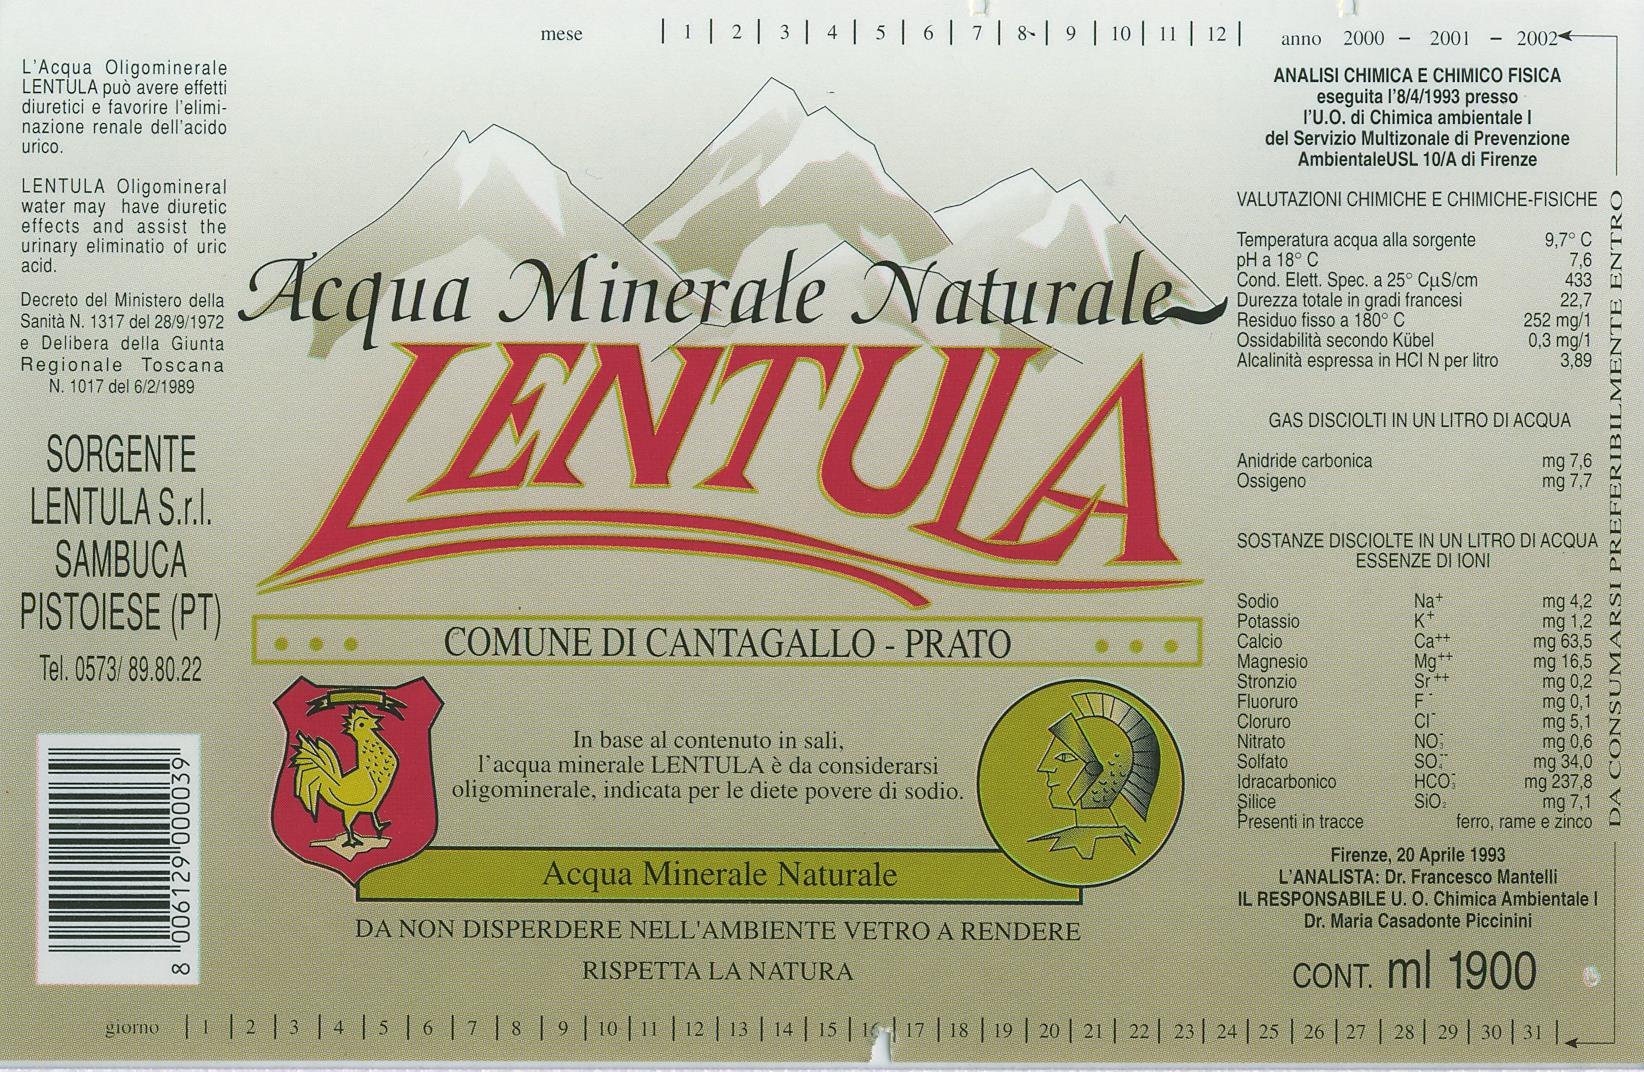 mese | 1 | 2 | 3 | 4 | 5 | 6 | 7 | 8 | 9 | 10 | 11 | 12 | anno 2000 - 2001 - 2002
L'Acqua Oligominerale
LENTULA può avere effetti
diuretici e favorire l'elimi-
nazione renale dell'acido
urico.
LENTULA Oligomineral
water may have diuretic
effects and assist the
urinary eliminatio of uric
acid.
Decreto del Ministero della
Sanità N. 1317 del 28/9/1972
e Delibera della Giunta
Regionale Toscana
N. 1017 del 6/2/1989
SORGENTE
LENTULA S.r.l.
SAMBUCA
PISTOIESE (PT)
Tel. 0573/ 89.80.22
8 006129 000039
Acqua Minerale Naturale
LENTULA
COMUNE DI CANTAGALLO - PRATO
In base al contenuto in sali,
l'acqua minerale LENTULA è da considerarsi
oligominerale, indicata per le diete povere di sodio.
Acqua Minerale Naturale
DA NON DISPERDERE NELL'AMBIENTE VETRO A RENDERE
RISPETTA LA NATURA
ANALISI CHIMICA E CHIMICO FISICA
eseguita l'8/4/1993 presso
l'U.O. di Chimica ambientale I
del Servizio Multizonale di Prevenzione
AmbientaleUSL 10/A di Firenze
VALUTAZIONI CHIMICHE E CHIMICHE-FISICHE
Temperatura acqua alla sorgente 9,7° C
pH a 18° C 7,6
Cond. Elett. Spec. a 25° CµS/cm 433
Durezza totale in gradi francesi 22,7
Residuo fisso a 180° C 252 mg/1
Ossidabilità secondo Kübel 0,3 mg/1
Alcalinità espressa in HCI N per litro 3,89
GAS DISCIOLTI IN UN LITRO DI ACQUA
Anidride carbonica mg 7,6
Ossigeno mg 7,7
SOSTANZE DISCIOLTE IN UN LITRO DI ACQUA
ESSENZE DI IONI
Sodio Na⁺ mg 4,2
Potassio K⁺ mg 1,2
Calcio Ca⁺⁺ mg 63,5
Magnesio Mg⁺⁺ mg 16,5
Stronzio Sr⁺⁺ mg 0,2
Fluoruro F⁻ mg 0,1
Cloruro Cl⁻ mg 5,1
Nitrato NO₃⁻ mg 0,6
Solfato SO₄⁻⁻ mg 34,0
Idracarbonico HCO₃⁻ mg 237,8
Silice SiO₂ mg 7,1
Presenti in tracce ferro, rame e zinco
Firenze, 20 Aprile 1993
L'ANALISTA: Dr. Francesco Mantelli
IL RESPONSABILE U. O. Chimica Ambientale I
Dr. Maria Casadonte Piccinini
CONT. ml 1900
DA CONSUMARSI PREFERIBILMENTE ENTRO
giorno | 1 | 2 | 3 | 4 | 5 | 6 | 7 | 8 | 9 | 10 | 11 | 12 | 13 | 14 | 15 | 16 | 17 | 18 | 19 | 20 | 21 | 22 | 23 | 24 | 25 | 26 | 27 | 28 | 29 | 30 | 31 |